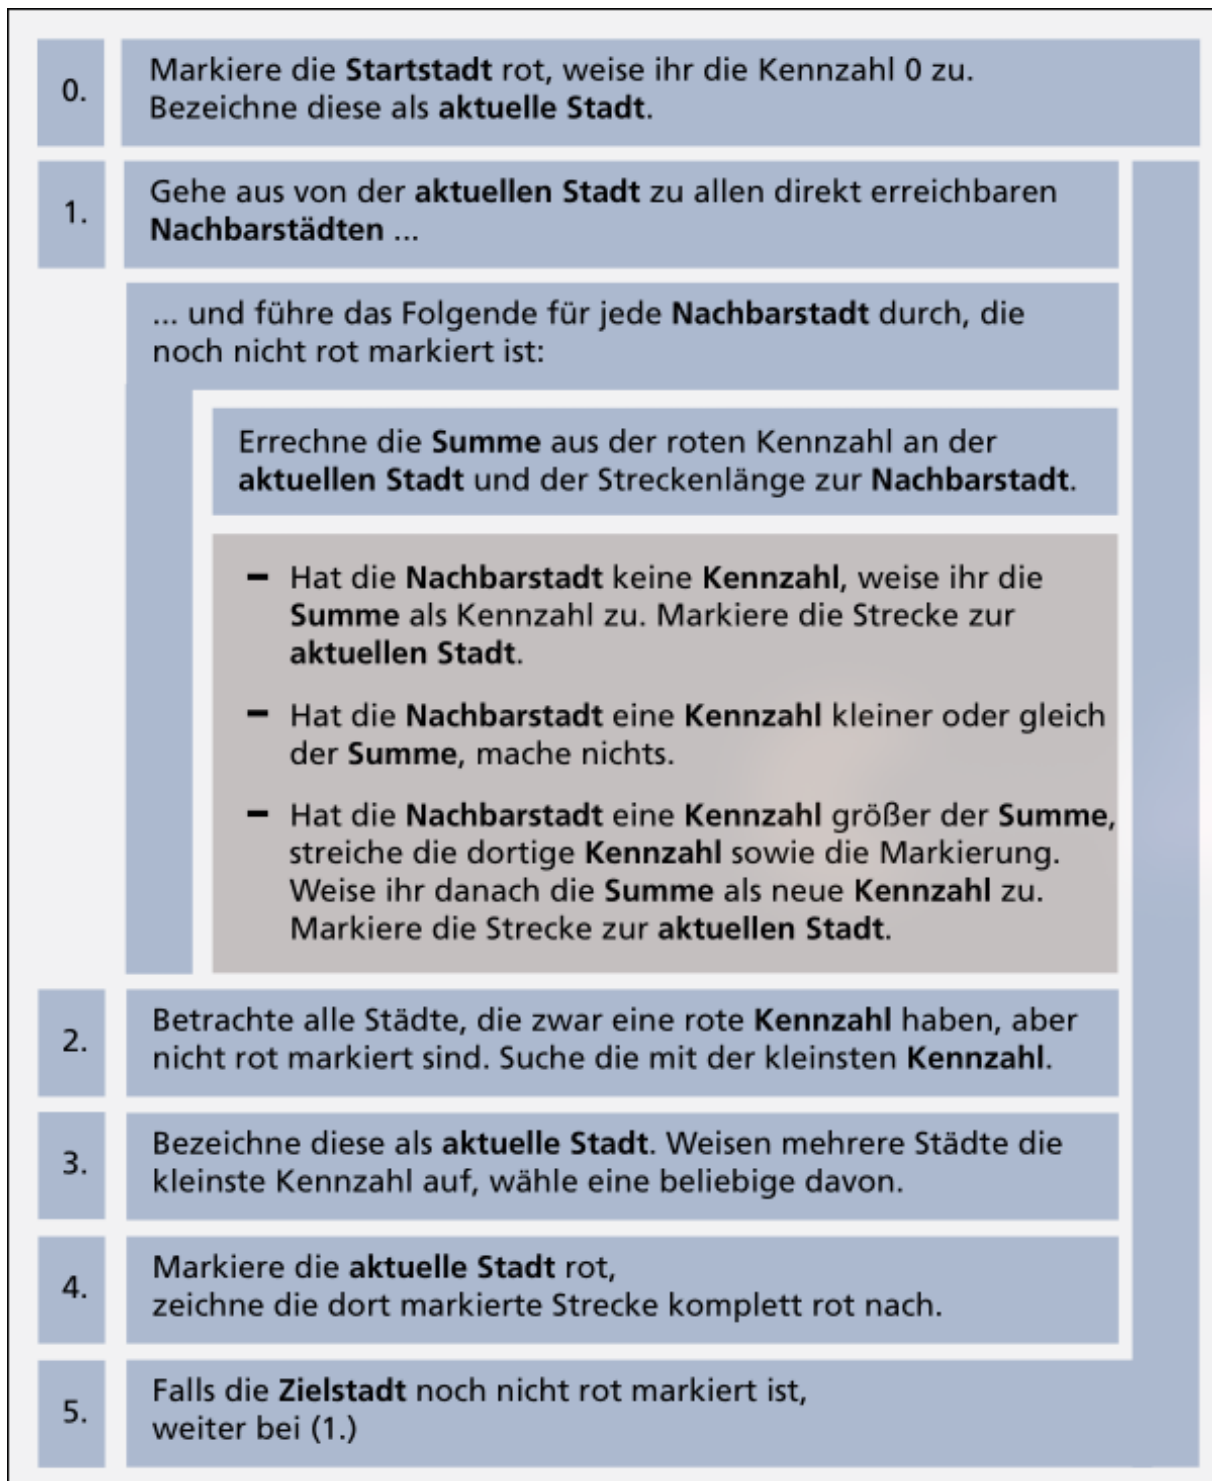 0.
Markiere die Startstadt rot, weise ihr die Kennzahl 0 zu.
Bezeichne diese als aktuelle Stadt.
1.
Gehe aus von der aktuellen Stadt zu allen direkt erreichbaren
Nachbarstädten ...
... und führe das Folgende für jede Nachbarstadt durch, die
noch nicht rot markiert ist:
Errechne die Summe aus der roten Kennzahl an der
aktuellen Stadt und der Streckenlänge zur Nachbarstadt.
– Hat die Nachbarstadt keine Kennzahl, weise ihr die
Summe als Kennzahl zu. Markiere die Strecke zur
aktuellen Stadt.
– Hat die Nachbarstadt eine Kennzahl kleiner oder gleich
der Summe, mache nichts.
– Hat die Nachbarstadt eine Kennzahl größer der Summe,
streiche die dortige Kennzahl sowie die Markierung.
Weise ihr danach die Summe als neue Kennzahl zu.
Markiere die Strecke zur aktuellen Stadt.
2.
Betrachte alle Städte, die zwar eine rote Kennzahl haben, aber
nicht rot markiert sind. Suche die mit der kleinsten Kennzahl.
3.
Bezeichne diese als aktuelle Stadt. Weisen mehrere Städte die
kleinste Kennzahl auf, wähle eine beliebige davon.
4.
Markiere die aktuelle Stadt rot,
zeichne die dort markierte Strecke komplett rot nach.
5.
Falls die Zielstadt noch nicht rot markiert ist,
weiter bei (1.)